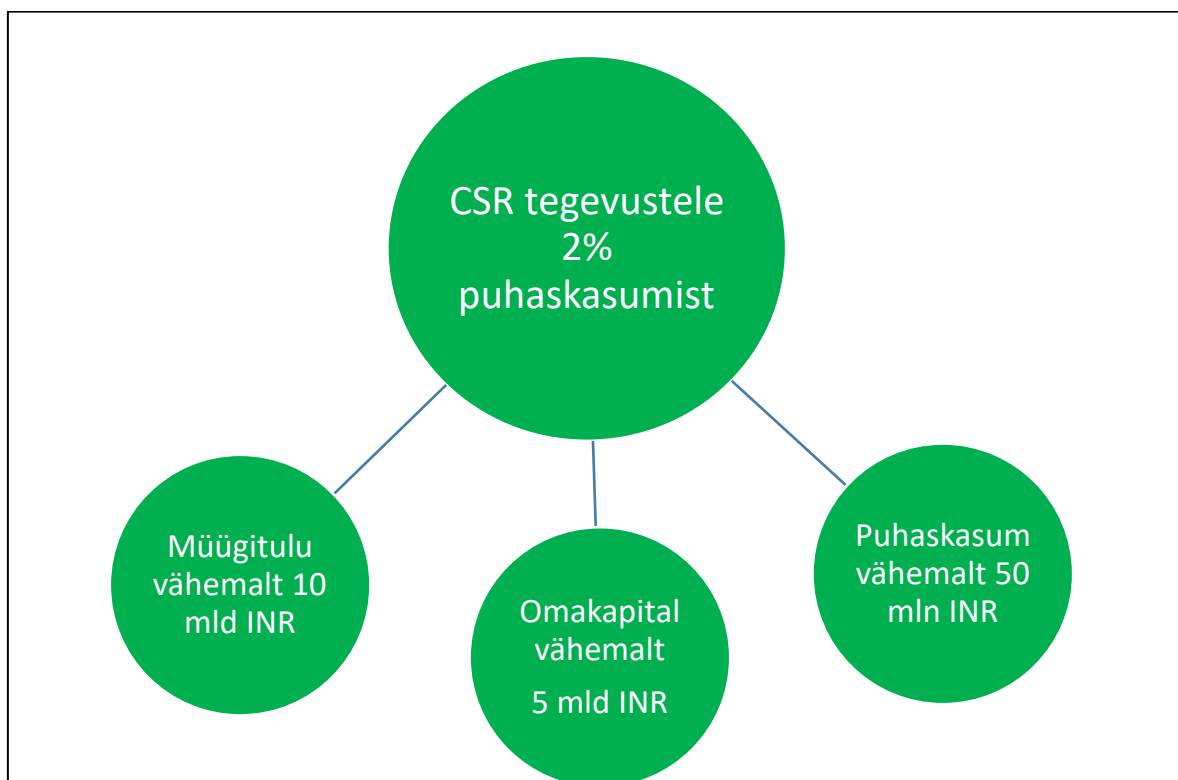 CSR tegevustele
2%
puhaskasumist
Müügitulu
vähemalt 10
mld INR
Omakapital
vähemalt
5 mld INR
Puhaskasum
vähemalt 50
mln INR